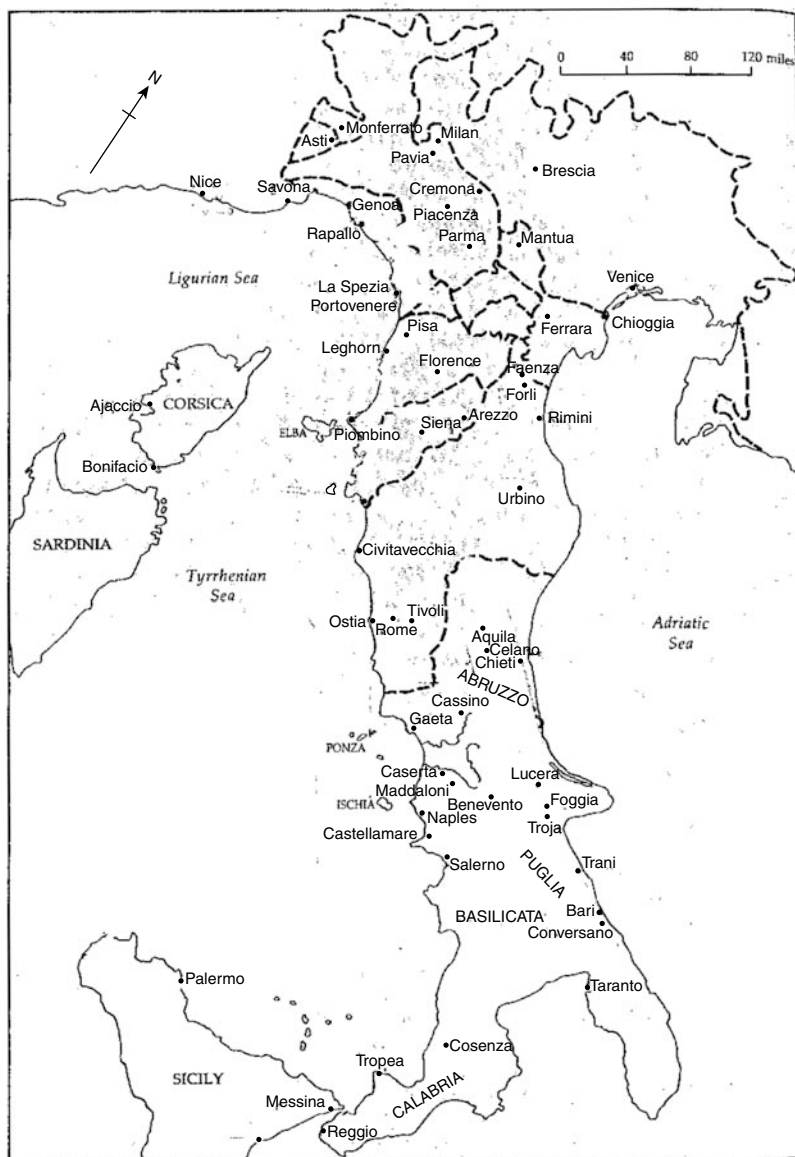 0 40 80 120 miles
N
Monferrato
Asti
Milan
Pavia
Brescia
Nice
Savona
Cremona
Genoa
Piacenza
Rapallo
Parma
Mantua
Ligurian Sea
Venice
La Spezia
Portovenere
Ferrara
Chioggia
Pisa
Leghorn
Florence
Faenza
Forli
Ajaccio
CORSICA
ELBA
Piombino
Siena
Arezzo
Rimini
Bonifacio
Urbino
SARDINIA
Civitavecchia
Tyrrhenian
Sea
Ostia
Rome
Tivoli
Aquila
Celano
Chieti
Adriatic
Sea
ABRUZZO
Cassino
Gaeta
PONZA
Caserta
Maddaloni
Lucera
ISCHIA
Benevento
Foggia
Naples
Troja
Castellamare
Salerno
PUGLIA
Trani
BASILICATA
Bari
Conversano
Palermo
Taranto
Cosenza
Tropea
SICILY
CALABRIA
Messina
Reggio